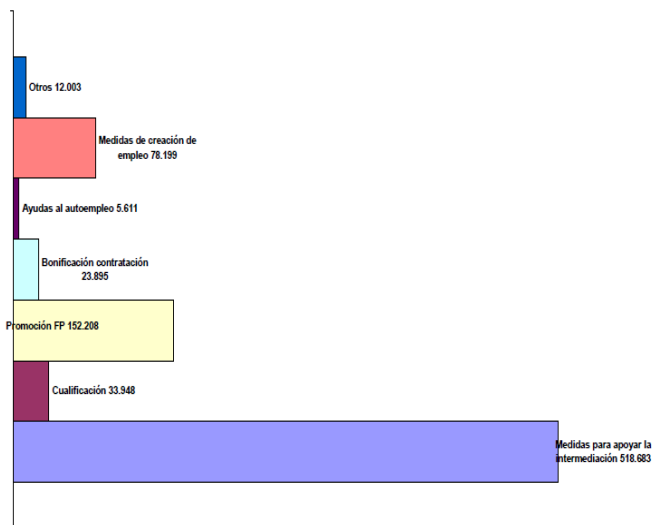 Otros 12.003
Medidas de creación de
empleo 78.199
Ayudas al autoempleo 5.611
Bonificación contratación
23.895
Promoción FP 152.208
Cualificación 33.948
Medidas para apoyar la
intermediación 518.683